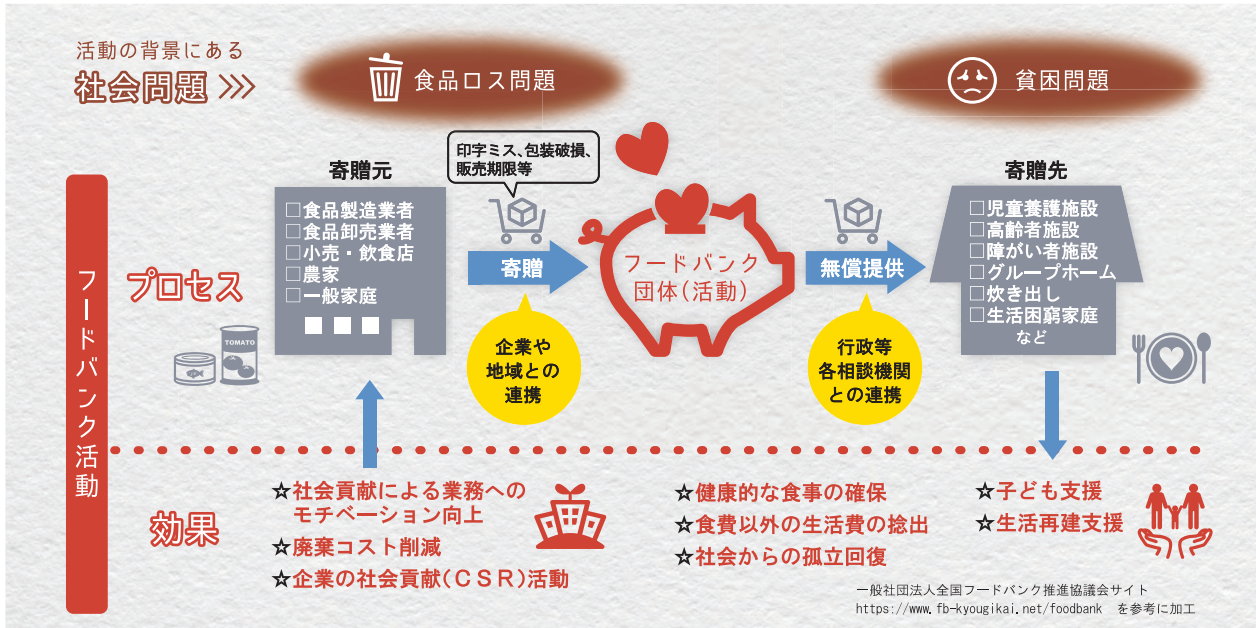 活動の背景にある
社会問題 >>>
食品ロス問題
貧困問題
フードバンク活動
プロセス
寄贈元
□食品製造業者
□食品卸売業者
□小売・飲食店
□農家
□一般家庭
TOMATO
印字ミス、包装破損、
販売期限等
寄贈
企業や
地域との
連携
フードバンク
団体(活動)
無償提供
行政等
各相談機関
との連携
寄贈先
□児童養護施設
□高齢者施設
□障がい者施設
□グループホーム
□炊き出し
□生活困窮家庭
など
効果
☆社会貢献による業務への
モチベーション向上
☆廃棄コスト削減
☆企業の社会貢献(CSR)活動
☆健康的な食事の確保
☆食費以外の生活費の捻出
☆社会からの孤立回復
☆子ども支援
☆生活再建支援
一般社団法人全国フードバンク推進協議会サイト
https://www.fb-kyougikai.net/foodbank を参考に加工